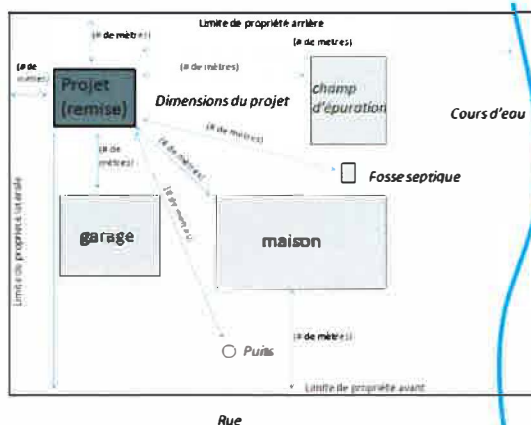 Limite de propriété arrière
(# de mètres)
(# de mètres)
(# de mètres)
(# de mètres)
Projet
(remise)
Dimensions du projet
champ
d'épuration
Cours d'eau
(# de mètres)
(# de
mètres)
(# de mètres)
Fosse septique
Limite de propriété latérale
garage
maison
(# de mètres)
Puits
Limite de propriété avant
Rue